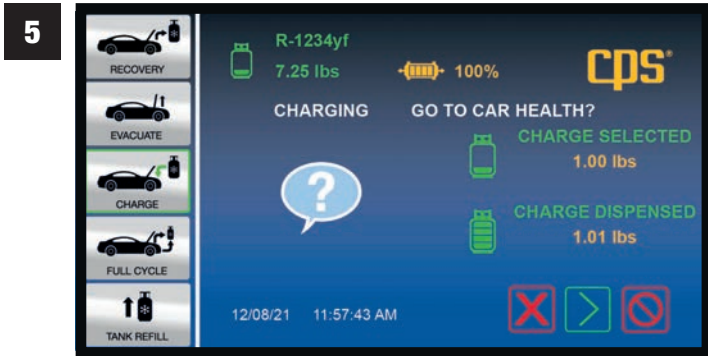 5
RECOVERY
EVACUATE
CHARGE
FULL CYCLE
TANK REFILL
R-1234yf
7.25 lbs
100%
cps®
CHARGING GO TO CAR HEALTH?
CHARGE SELECTED
1.00 lbs
?
CHARGE DISPENSED
1.01 lbs
12/08/21 11:57:43 AM